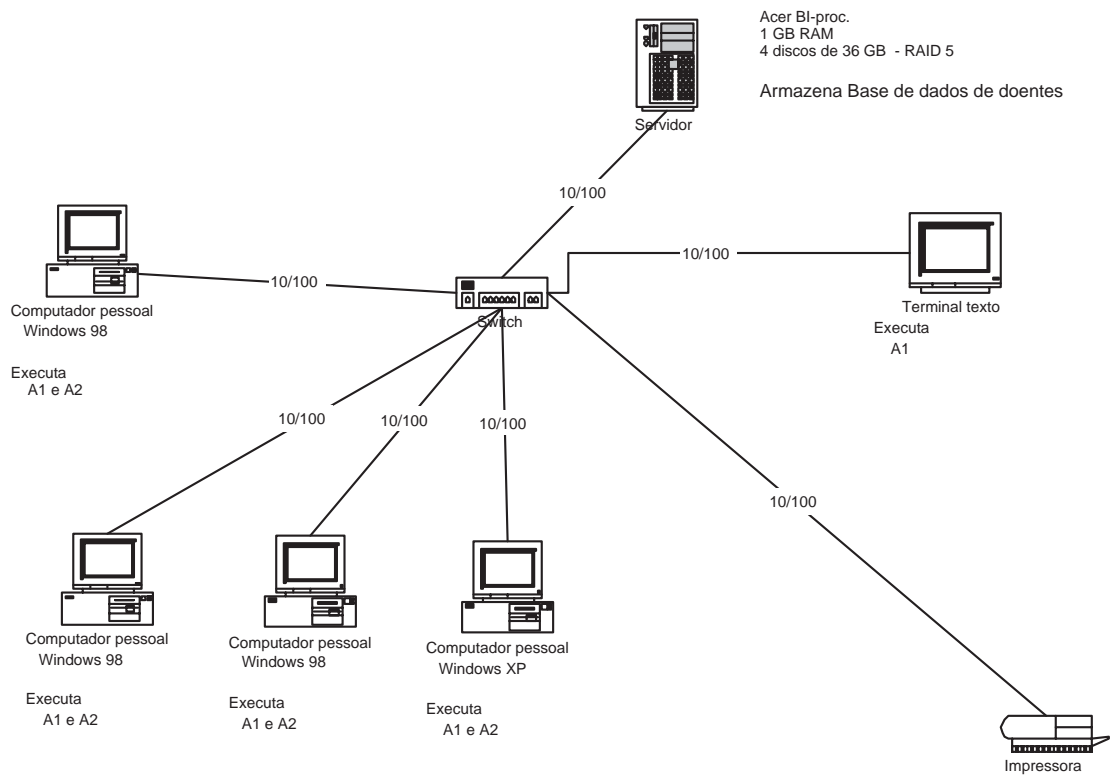 Acer BI-proc.
1 GB RAM
4 discos de 36 GB - RAID 5
Armazena Base de dados de doentes
Servidor
10/100
10/100
10/100
Computador pessoal
Windows 98
Executa
A1 e A2
Switch
Terminal texto
Executa
A1
10/100
10/100
10/100
10/100
Computador pessoal
Windows 98
Executa
A1 e A2
Computador pessoal
Windows 98
Executa
A1 e A2
Computador pessoal
Windows XP
Executa
A1 e A2
Impressora